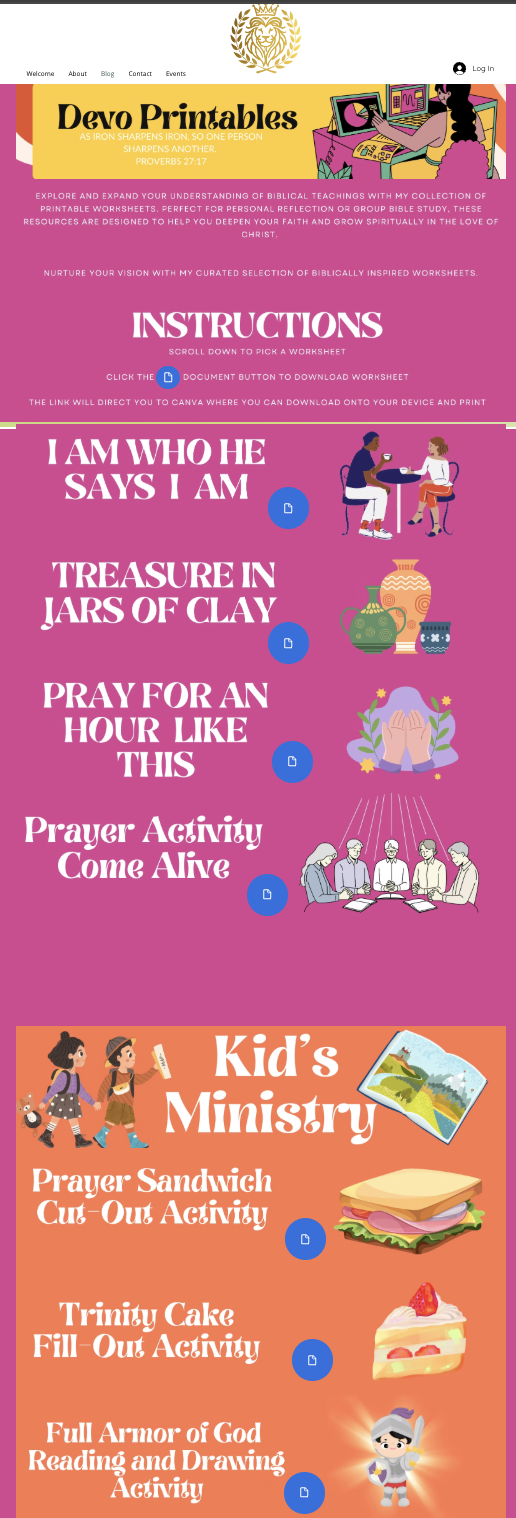 Welcome About Blog Contact Events Log In
Devo Printables
AS IRON SHARPENS IRON, SO ONE PERSON
SHARPENS ANOTHER.
PROVERBS 27:17
EXPLORE AND EXPAND YOUR UNDERSTANDING OF BIBLICAL TEACHINGS WITH MY COLLECTION OF
PRINTABLE WORKSHEETS. PERFECT FOR PERSONAL REFLECTION OR GROUP BIBLE STUDY, THESE
RESOURCES ARE DESIGNED TO HELP YOU DEEPEN YOUR FAITH AND GROW SPIRITUALLY IN THE LOVE OF
CHRIST.
NURTURE YOUR VISION WITH MY CURATED SELECTION OF BIBLICALLY INSPIRED WORKSHEETS.
INSTRUCTIONS
SCROLL DOWN TO PICK A WORKSHEET
CLICK THE DOCUMENT BUTTON TO DOWNLOAD WORKSHEET
THE LINK WILL DIRECT YOU TO CANVA WHERE YOU CAN DOWNLOAD ONTO YOUR DEVICE AND PRINT
I AM WHO HE
SAYS I AM
TREASURE IN
JARS OF CLAY
PRAY FOR AN
HOUR LIKE
THIS
Prayer Activity
Come Alive
Kid's
Ministry
Prayer Sandwich
Cut-Out Activity
Trinity Cake
Fill-Out Activity
Full Armor of God
Reading and Drawing
Activity